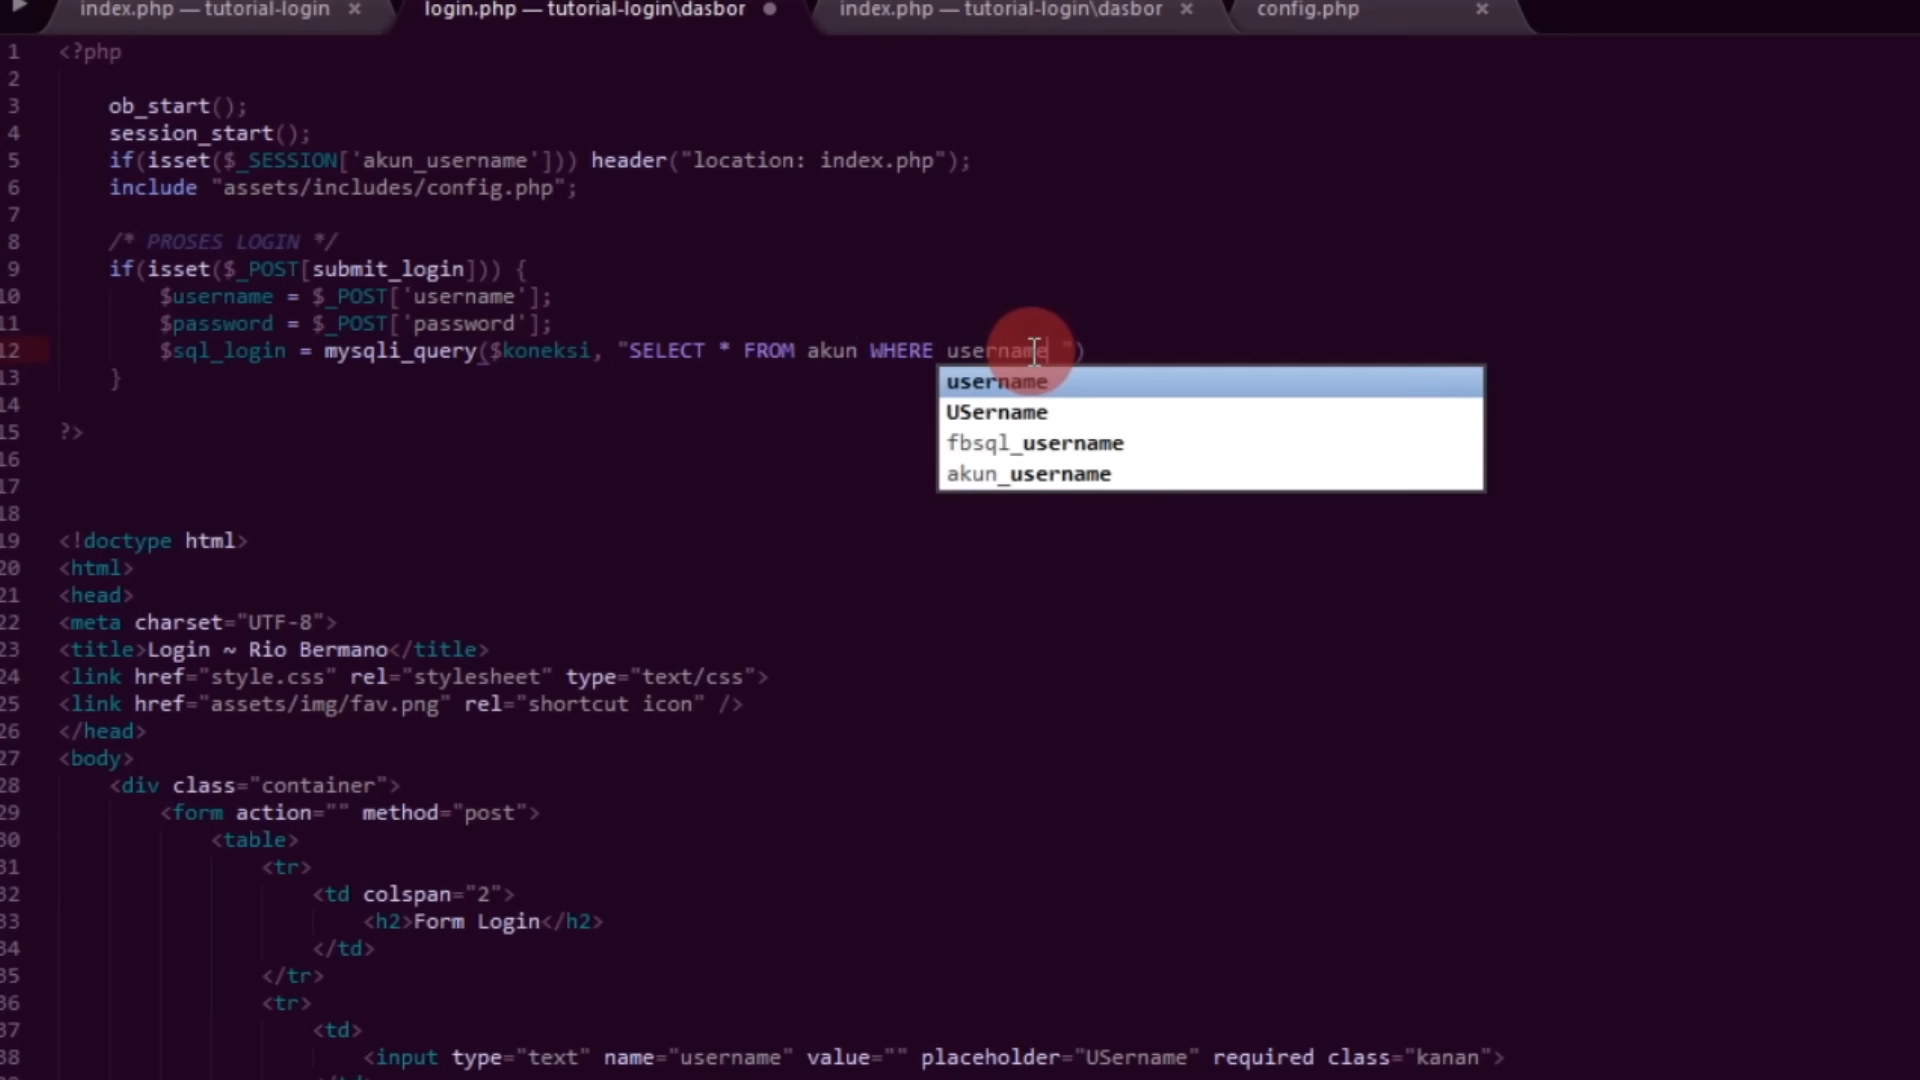 index.php — tutorial-login × login.php — tutorial-login\dasbor index.php — tutorial-login\dasbor × config.php ×
1 <?php
2
3 ob_start();
4 session_start();
5 if(isset($_SESSION['akun_username'])) header("location: index.php");
6 include "assets/includes/config.php";
7
8 /* PROSES LOGIN */
9 if(isset($_POST[submit_login])) {
10 $username = $_POST['username'];
11 $password = $_POST['password'];
12 $sql_login = mysqli_query($koneksi, "SELECT * FROM akun WHERE username ")
username
USername
fbsql_username
akun_username
13 }
14
15 ?>
16
17
18
19 <!doctype html>
20 <html>
21 <head>
22 <meta charset="UTF-8">
23 <title>Login ~ Rio Bermano</title>
24 <link href="style.css" rel="stylesheet" type="text/css">
25 <link href="assets/img/fav.png" rel="shortcut icon" />
26 </head>
27 <body>
28 <div class="container">
29 <form action="" method="post">
30 <table>
31 <tr>
32 <td colspan="2">
33 <h2>Form Login</h2>
34 </td>
35 </tr>
36 <tr>
37 <td>
38 <input type="text" name="username" value="" placeholder="USername" required class="kanan">